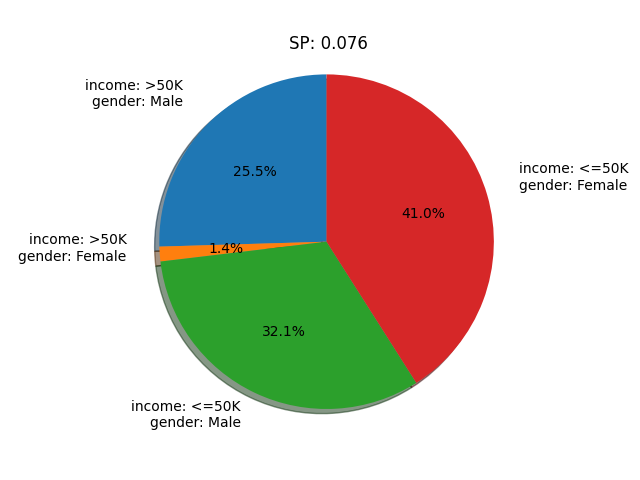 SP: 0.076
income: >50K
gender: Male
25.5%
income: <=50K
gender: Female
41.0%
income: >50K
gender: Female
1.4%
32.1%
income: <=50K
gender: Male